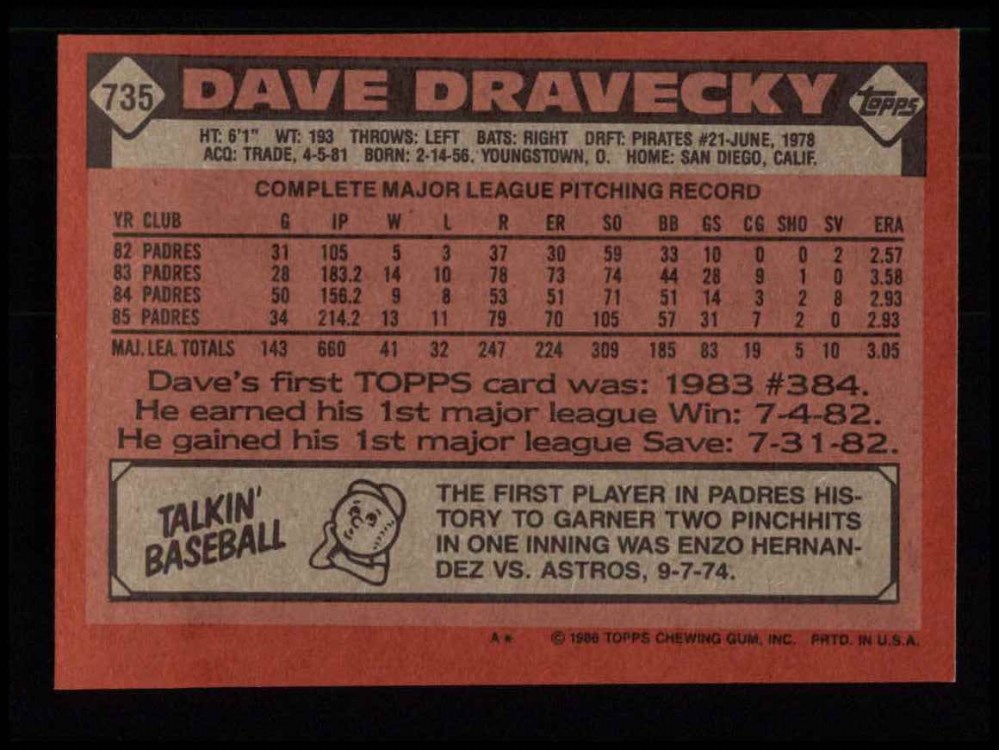 735 DAVE DRAVECKY Topps
HT: 6'1" WT: 193 THROWS: LEFT BATS: RIGHT DRFT: PIRATES #21-JUNE, 1978
ACQ: TRADE, 4-5-81 BORN: 2-14-56, YOUNGSTOWN, O. HOME: SAN DIEGO, CALIF.
COMPLETE MAJOR LEAGUE PITCHING RECORD
YR CLUB G IP W L R ER SO BB GS CG SHO SV ERA
82 PADRES 31 105 5 3 37 30 59 33 10 0 0 2 2.57
83 PADRES 28 183.2 14 10 78 73 74 44 28 9 1 0 3.58
84 PADRES 50 156.2 9 8 53 51 71 51 14 3 2 8 2.93
85 PADRES 34 214.2 13 11 79 70 105 57 31 7 2 0 2.93
MAJ. LEA. TOTALS 143 660 41 32 247 224 309 185 83 19 5 10 3.05
Dave's first TOPPS card was: 1983 #384.
He earned his 1st major league Win: 7-4-82.
He gained his 1st major league Save: 7-31-82.
TALKIN'
BASEBALL
THE FIRST PLAYER IN PADRES HIS-
TORY TO GARNER TWO PINCHHITS
IN ONE INNING WAS ENZO HERNAN-
DEZ VS. ASTROS, 9-7-74.
A* © 1986 TOPPS CHEWING GUM, INC. PRTD. IN U.S.A.